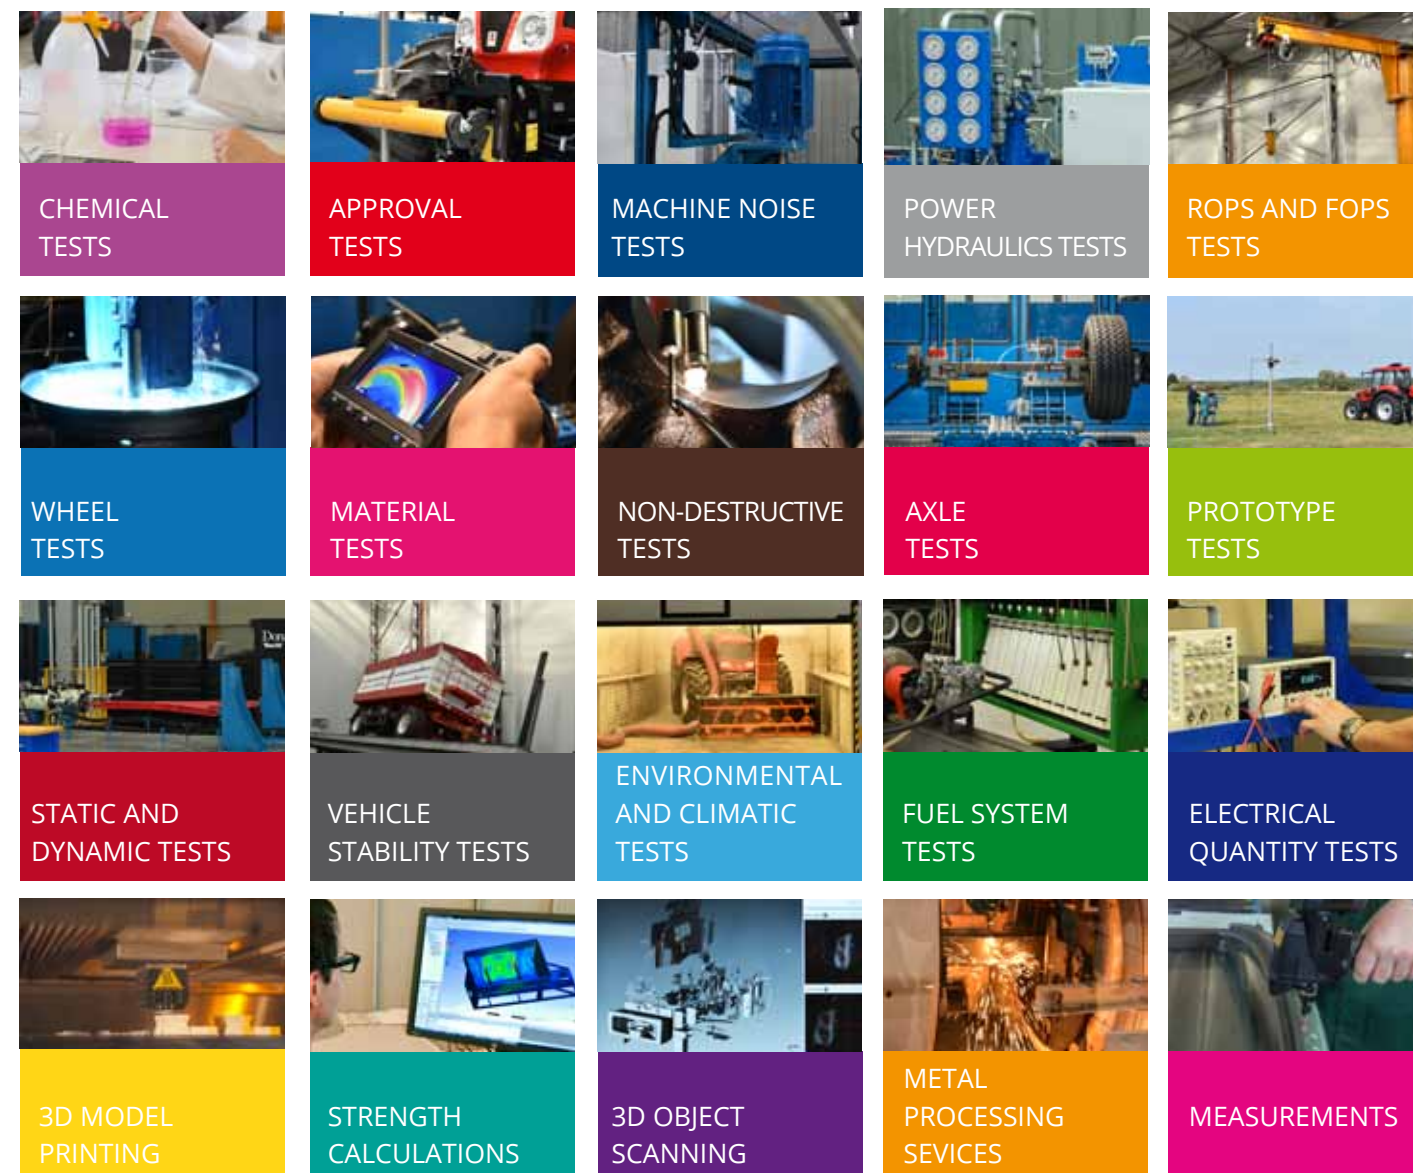 CHEMICAL
TESTS
APPROVAL
TESTS
MACHINE NOISE
TESTS
POWER
HYDRAULICS TESTS
ROPS AND FOPS
TESTS
WHEEL
TESTS
MATERIAL
TESTS
NON-DESTRUCTIVE
TESTS
AXLE
TESTS
PROTOTYPE
TESTS
STATIC AND
DYNAMIC TESTS
VEHICLE
STABILITY TESTS
ENVIRONMENTAL
AND CLIMATIC
TESTS
FUEL SYSTEM
TESTS
ELECTRICAL
QUANTITY TESTS
3D MODEL
PRINTING
STRENGTH
CALCULATIONS
3D OBJECT
SCANNING
METAL
PROCESSING
SEVICES
MEASUREMENTS